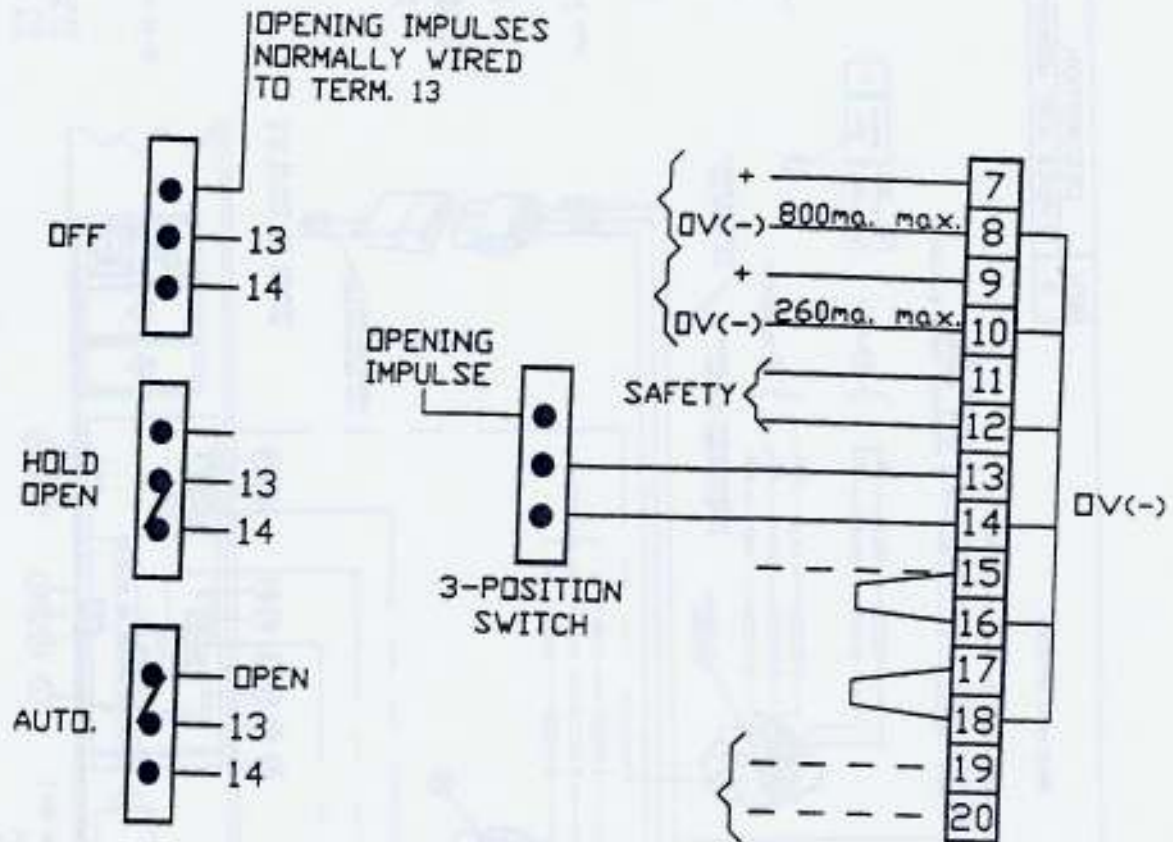 OPENING IMPULSES
NORMALLY WIRED
TO TERM. 13
OFF
13
14
HOLD
OPEN
13
14
AUTO.
OPEN
13
14
OPENING
IMPULSE
3-POSITION
SWITCH
+
0V(-) 800ma. max.
+
0V(-) 260ma. max.
SAFETY
7
8
9
10
11
12
13
14
15
16
17
18
19
20
0V(-)